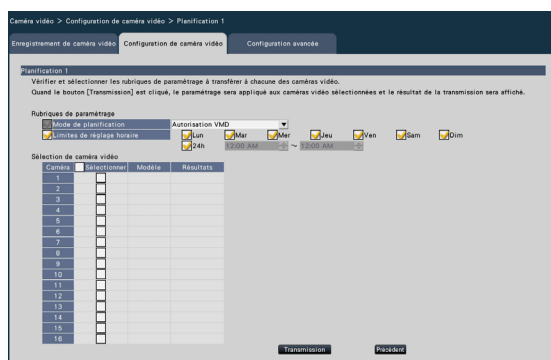 Caméra vidéo > Configuration de caméra vidéo > Planification 1
Enregistrement de caméra vidéo Configuration de caméra vidéo Configuration avancée
Planification 1
Vérifier et sélectionner les rubriques de paramétrage à transférer à chacune des caméras vidéo.
Quand le bouton [Transmission] est cliqué, le paramétrage sera appliqué aux caméras vidéo sélectionnées et le résultat de la transmission sera affiché.
Rubriques de paramétrage
Mode de planification Autorisation VMD
Limites de réglage horaire Lun Mar Mer Jeu Ven Sam Dim
24h 12:00 AM ~ 12:00 AM
Sélection de caméra vidéo
Caméra Sélectionner Modèle Résultats
1
2
3
4
5
6
7
8
9
10
11
12
13
14
15
16
Transmission Précédent